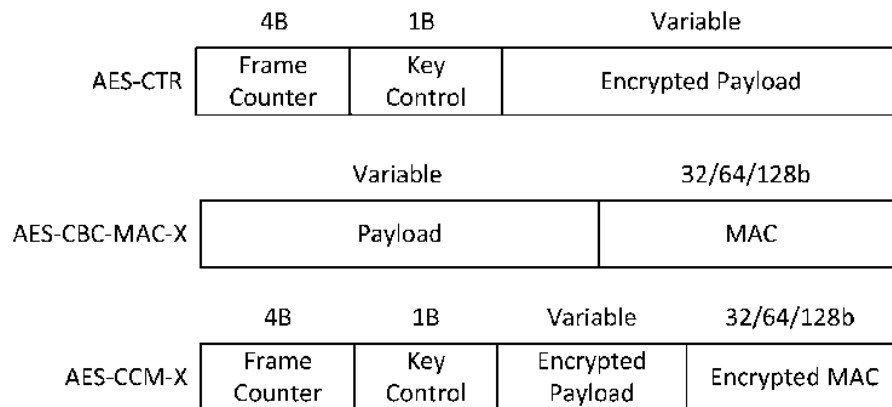 4B 1B Variable
AES-CTR Frame Counter Key Control Encrypted Payload
Variable 32/64/128b
AES-CBC-MAC-X Payload MAC
4B 1B Variable 32/64/128b
AES-CCM-X Frame Counter Key Control Encrypted Payload Encrypted MAC